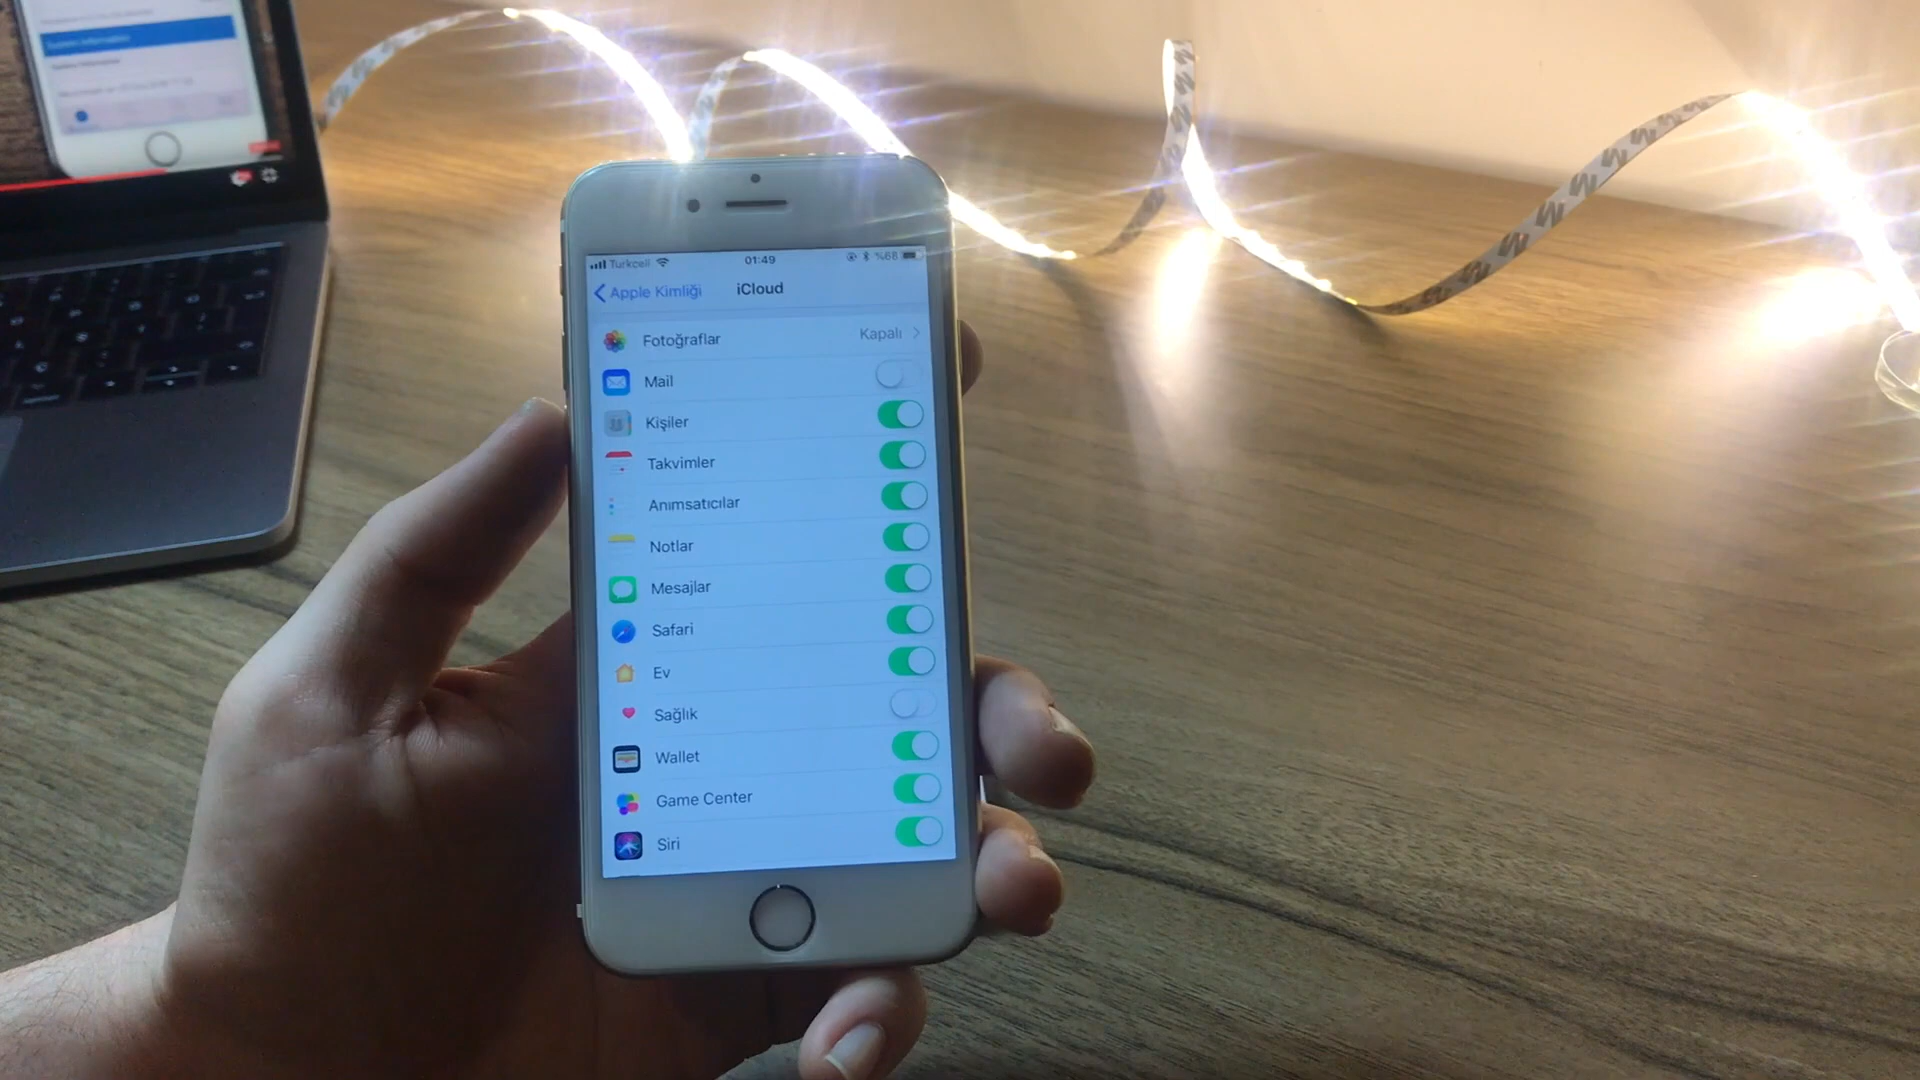 Turkcell 01:49 %68
Apple Kimliği iCloud
Fotoğraflar Kapalı
Mail
Kişiler
Takvimler
Anımsatıcılar
Notlar
Mesajlar
Safari
Ev
Sağlık
Wallet
Game Center
Siri